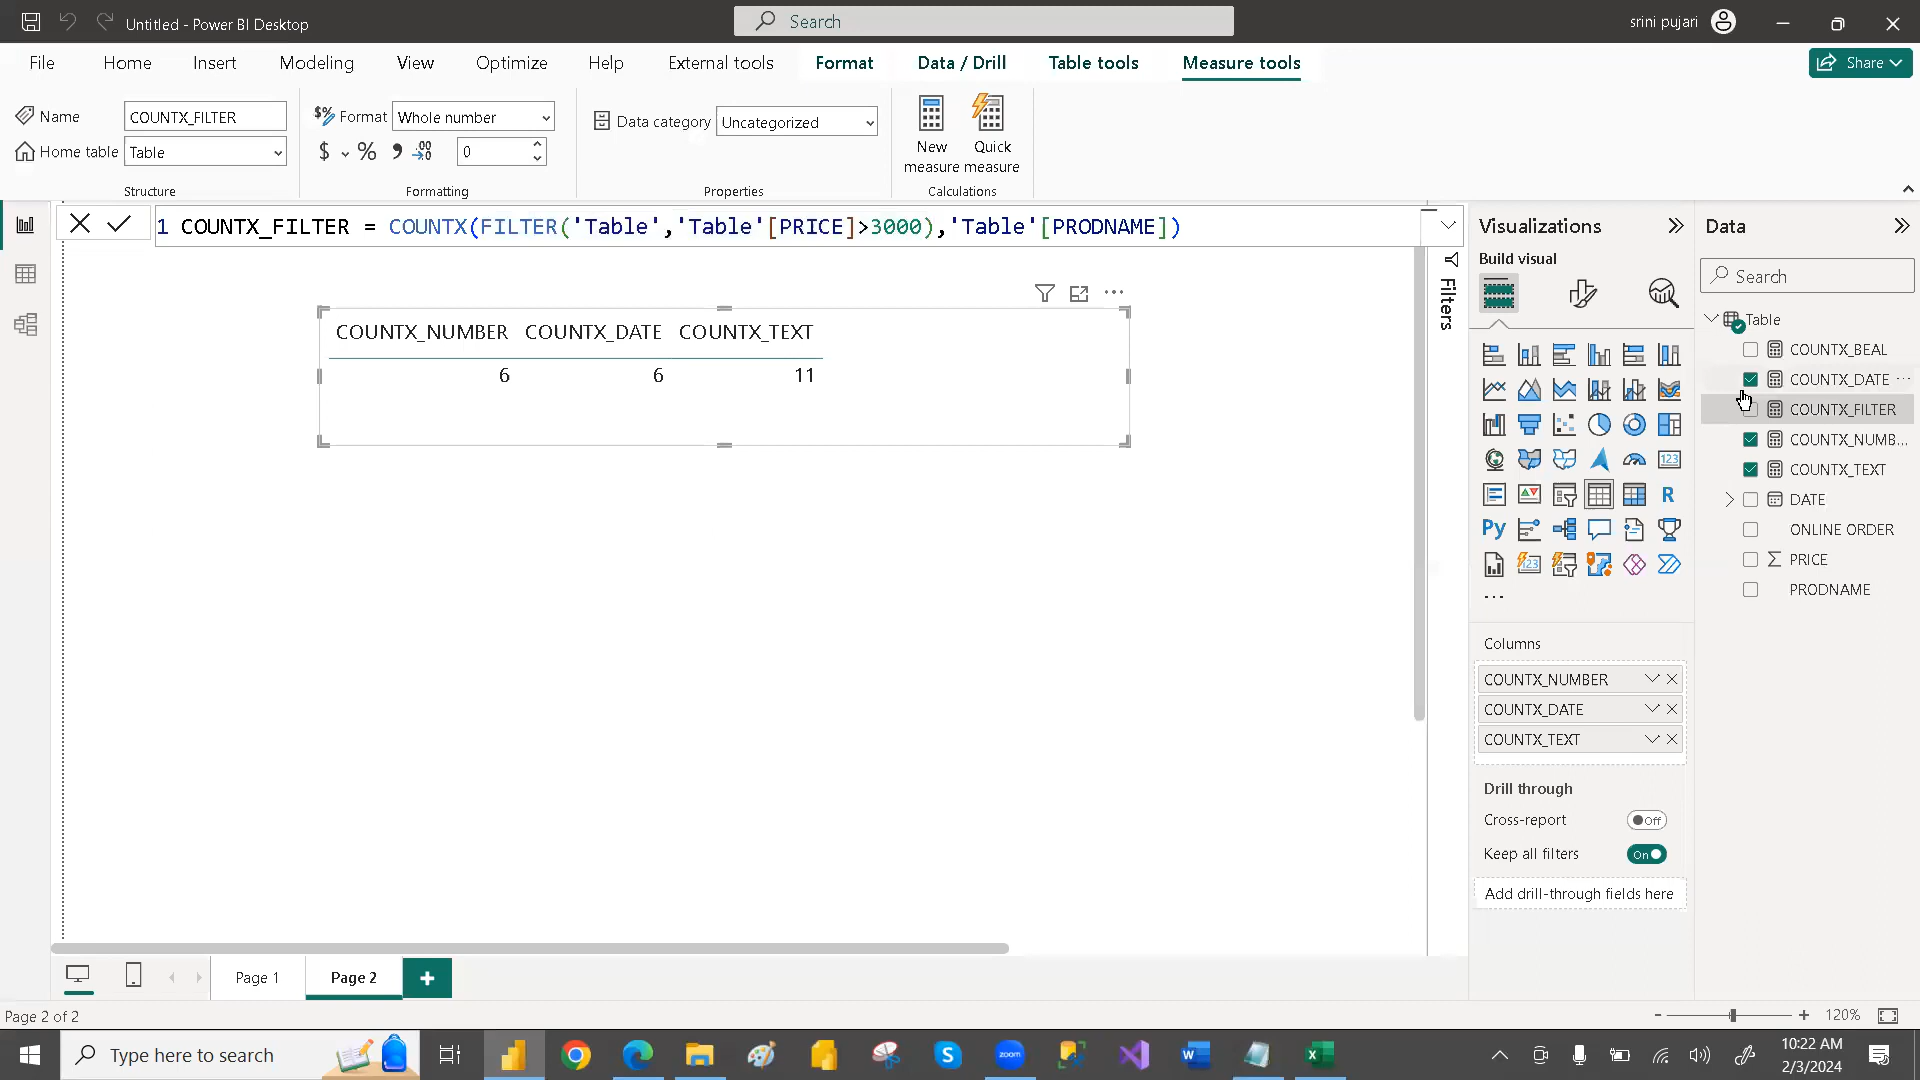 Untitled - Power BI Desktop
Search
srini pujari
File
Home
Insert
Modeling
View
Optimize
Help
External tools
Format
Data / Drill
Table tools
Measure tools
Share
Name
COUNTX_FILTER
Home table
Table
Structure
Format
Whole number
$
%
0
Formatting
Data category
Uncategorized
Properties
New measure
Quick measure
Calculations
1 COUNTX_FILTER = COUNTX(FILTER('Table','Table'[PRICE]>3000),'Table'[PRODNAME])
COUNTX_NUMBER COUNTX_DATE COUNTX_TEXT
6 6 11
Filters
Visualizations
Build visual
123
R
Py
123
Columns
COUNTX_NUMBER
COUNTX_DATE
COUNTX_TEXT
Drill through
Cross-report
Off
Keep all filters
On
Add drill-through fields here
Data
Search
Table
COUNTX_BEAL
COUNTX_DATE
COUNTX_FILTER
COUNTX_NUMB...
COUNTX_TEXT
DATE
ONLINE ORDER
PRICE
PRODNAME
Page 1
Page 2
Page 2 of 2
120%
Type here to search
zoom
10:22 AM
2/3/2024